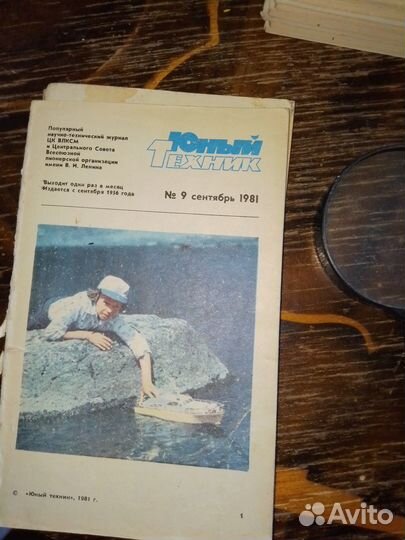 Популярный
научно-технический журнал
ЦК ВЛКСМ
и Центрального Совета
Всесоюзной
пионерской организации
имени В. И. Ленина
Выходит один раз в месяц
Издается с сентября 1956 года
Юный
Техник
№ 9 сентябрь 1981
© «Юный техник», 1981 г.
1
Avito